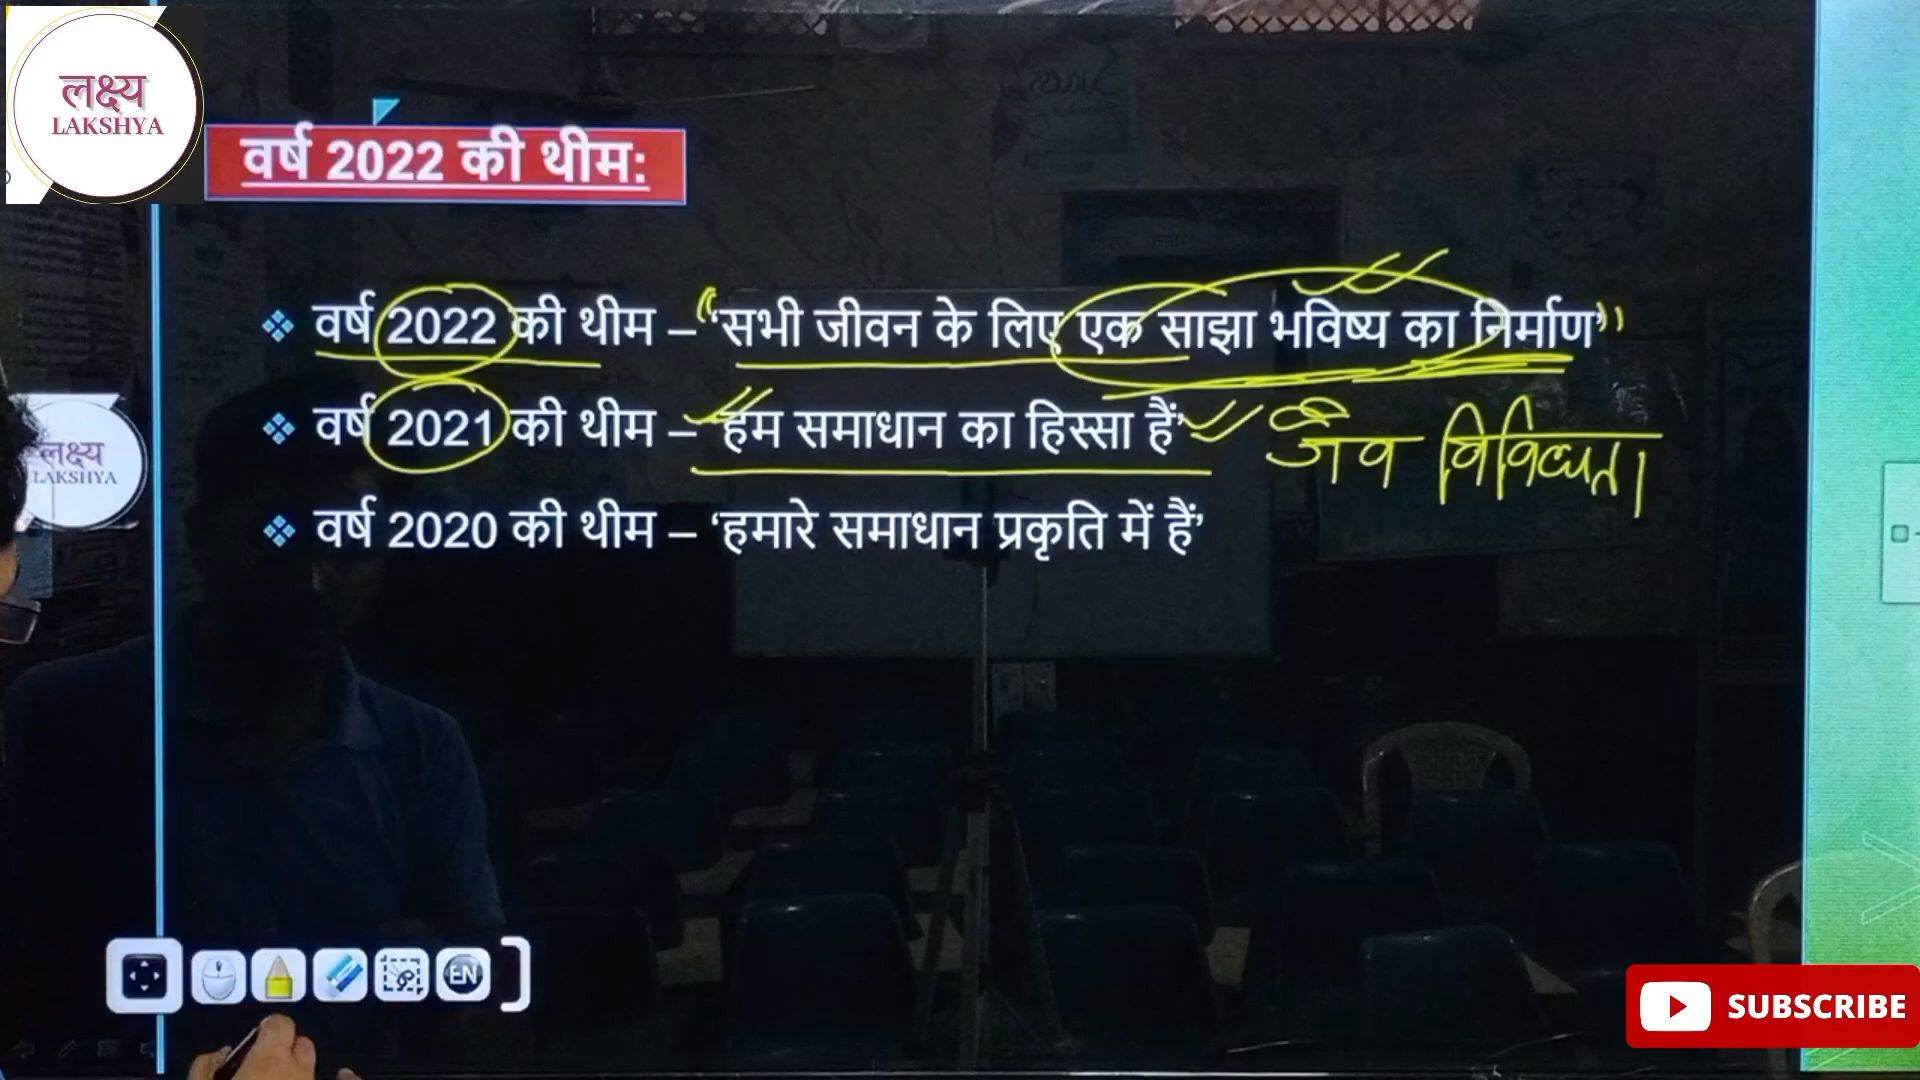 लक्ष्य
LAKSHYA
वर्ष 2022 की थीम:
वर्ष 2022 की थीम – ‘सभी जीवन के लिए एक साझा भविष्य का निर्माण’
वर्ष 2021 की थीम – ‘हम समाधान का हिस्सा हैं’
जैव विविधता
वर्ष 2020 की थीम – ‘हमारे समाधान प्रकृति में हैं’
लक्ष्य
LAKSHYA
EN
SUBSCRIBE